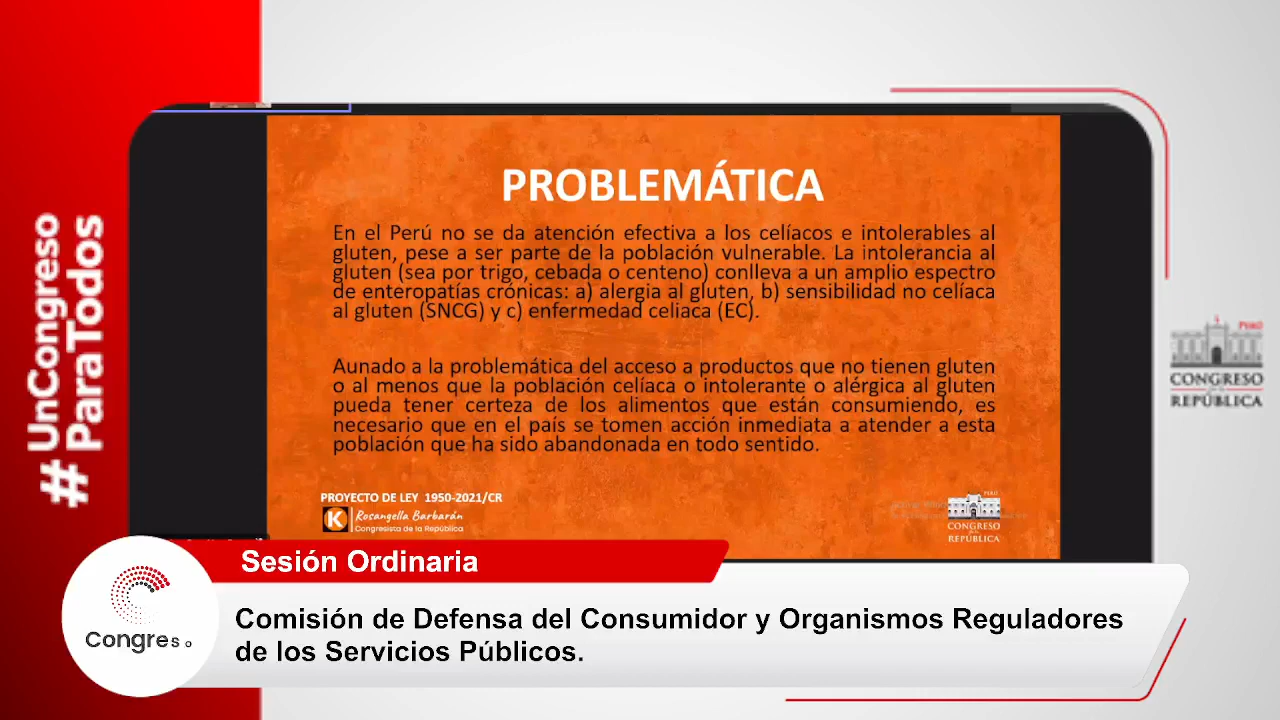 #UnCongreso
ParaTodos
PROBLEMÁTICA
En el Perú no se da atención efectiva a los celíacos e intolerables al
gluten, pese a ser parte de la población vulnerable. La intolerancia al
gluten (sea por trigo, cebada o centeno) conlleva a un amplio espectro
de enteropatías crónicas: a) alergia al gluten, b) sensibilidad no celíaca
al gluten (SNCG) y c) enfermedad celiaca (EC).
Aunado a la problemática del acceso a productos que no tienen gluten
o al menos que la población celíaca o intolerante o alérgica al gluten
pueda tener certeza de los alimentos que están consumiendo, es
necesario que en el país se tomen acción inmediata a atender a esta
población que ha sido abandonada en todo sentido.
PROYECTO DE LEY 1950-2021/CR
K
Rosangella Barbarán
Congresista de la República
PERÚ
CONGRESO
REPÚBLICA
PERÚ
CONGRESO
REPÚBLICA
Sesión Ordinaria
Congreso
Comisión de Defensa del Consumidor y Organismos Reguladores
de los Servicios Públicos.